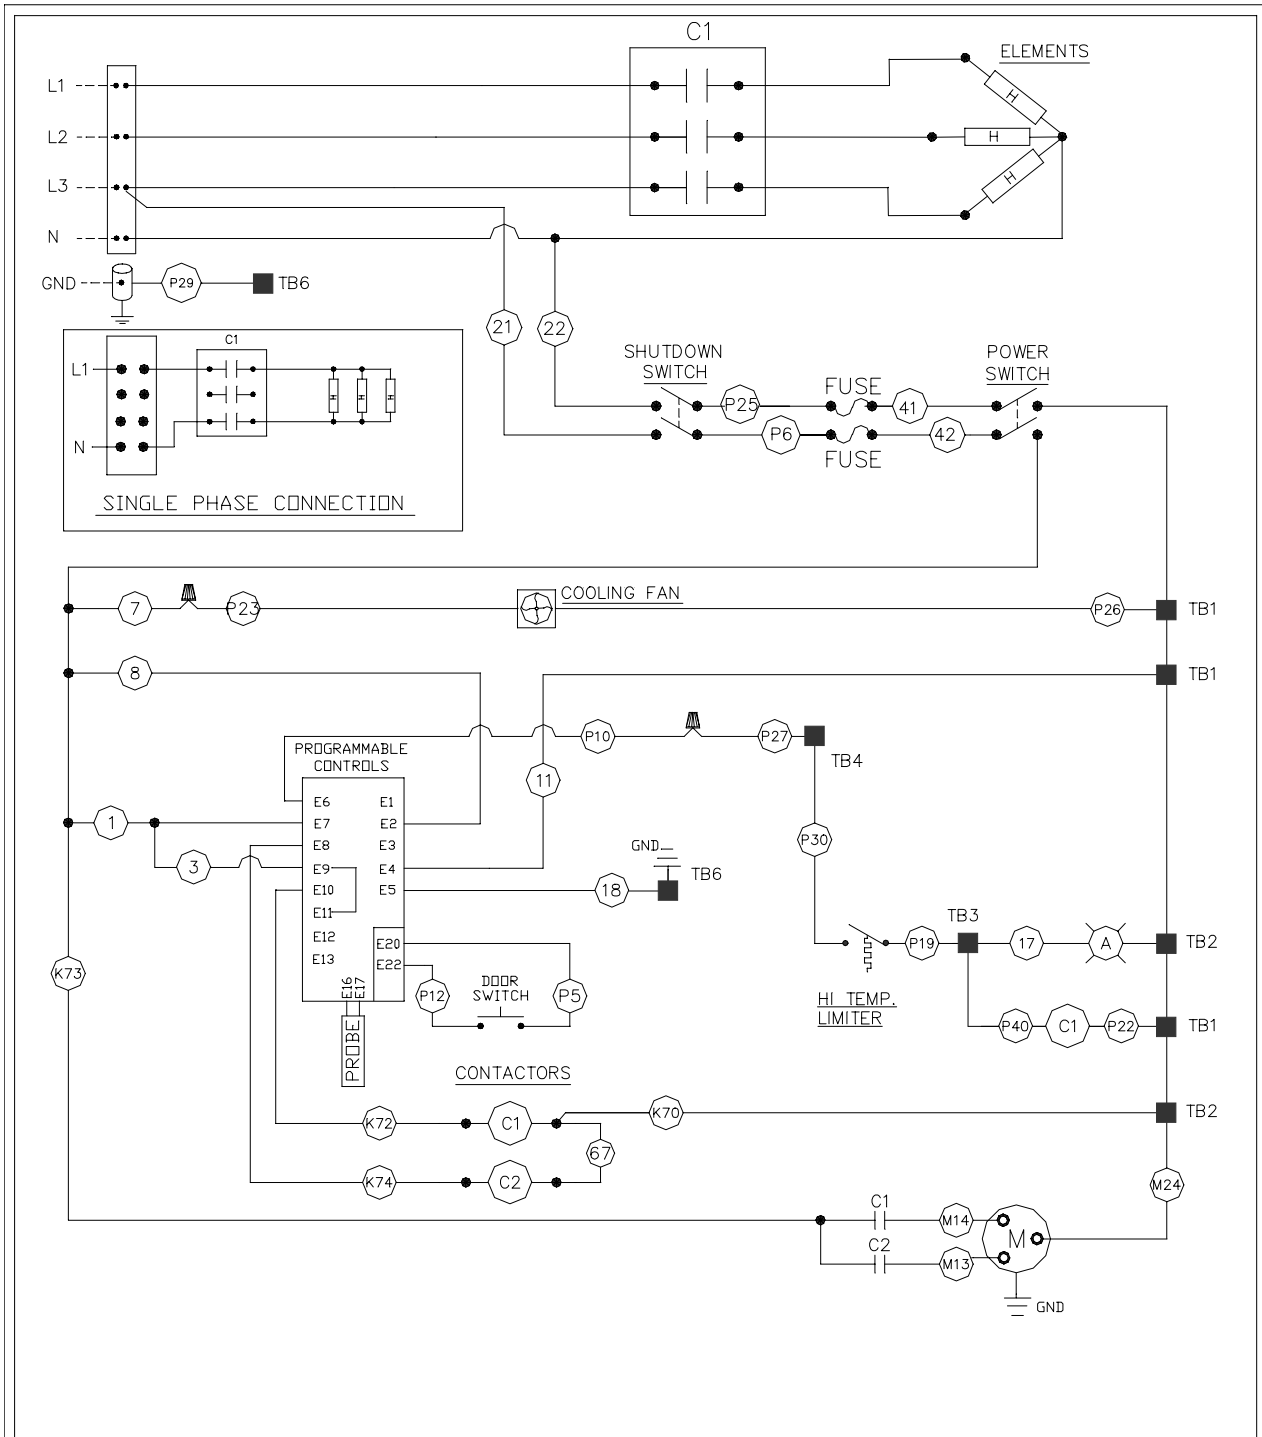 C1
ELEMENTS
L1
H
L2
H
L3
H
N
GND
P29
TB6
21
22
C1
L1
H
H
H
N
SINGLE PHASE CONNECTION
SHUTDOWN
SWITCH
POWER
SWITCH
FUSE
P25
41
P6
42
FUSE
7
P23
COOLING FAN
P26
TB1
8
TB1
P10
P27
TB4
PROGRAMMABLE
CONTROLS
11
E6
E1
1
E7
E2
E8
E3
P30
3
E9
E4
GND
TB6
E10
E5
18
E11
E12
E20
E13
E22
TB3
P19
17
A
TB2
K73
E16
E17
P12
DOOR
SWITCH
P5
HI TEMP.
LIMITER
P40
C1
P22
TB1
PROBE
CONTACTORS
K72
C1
K70
TB2
67
K74
C2
M24
C1
M14
M
C2
M13
GND